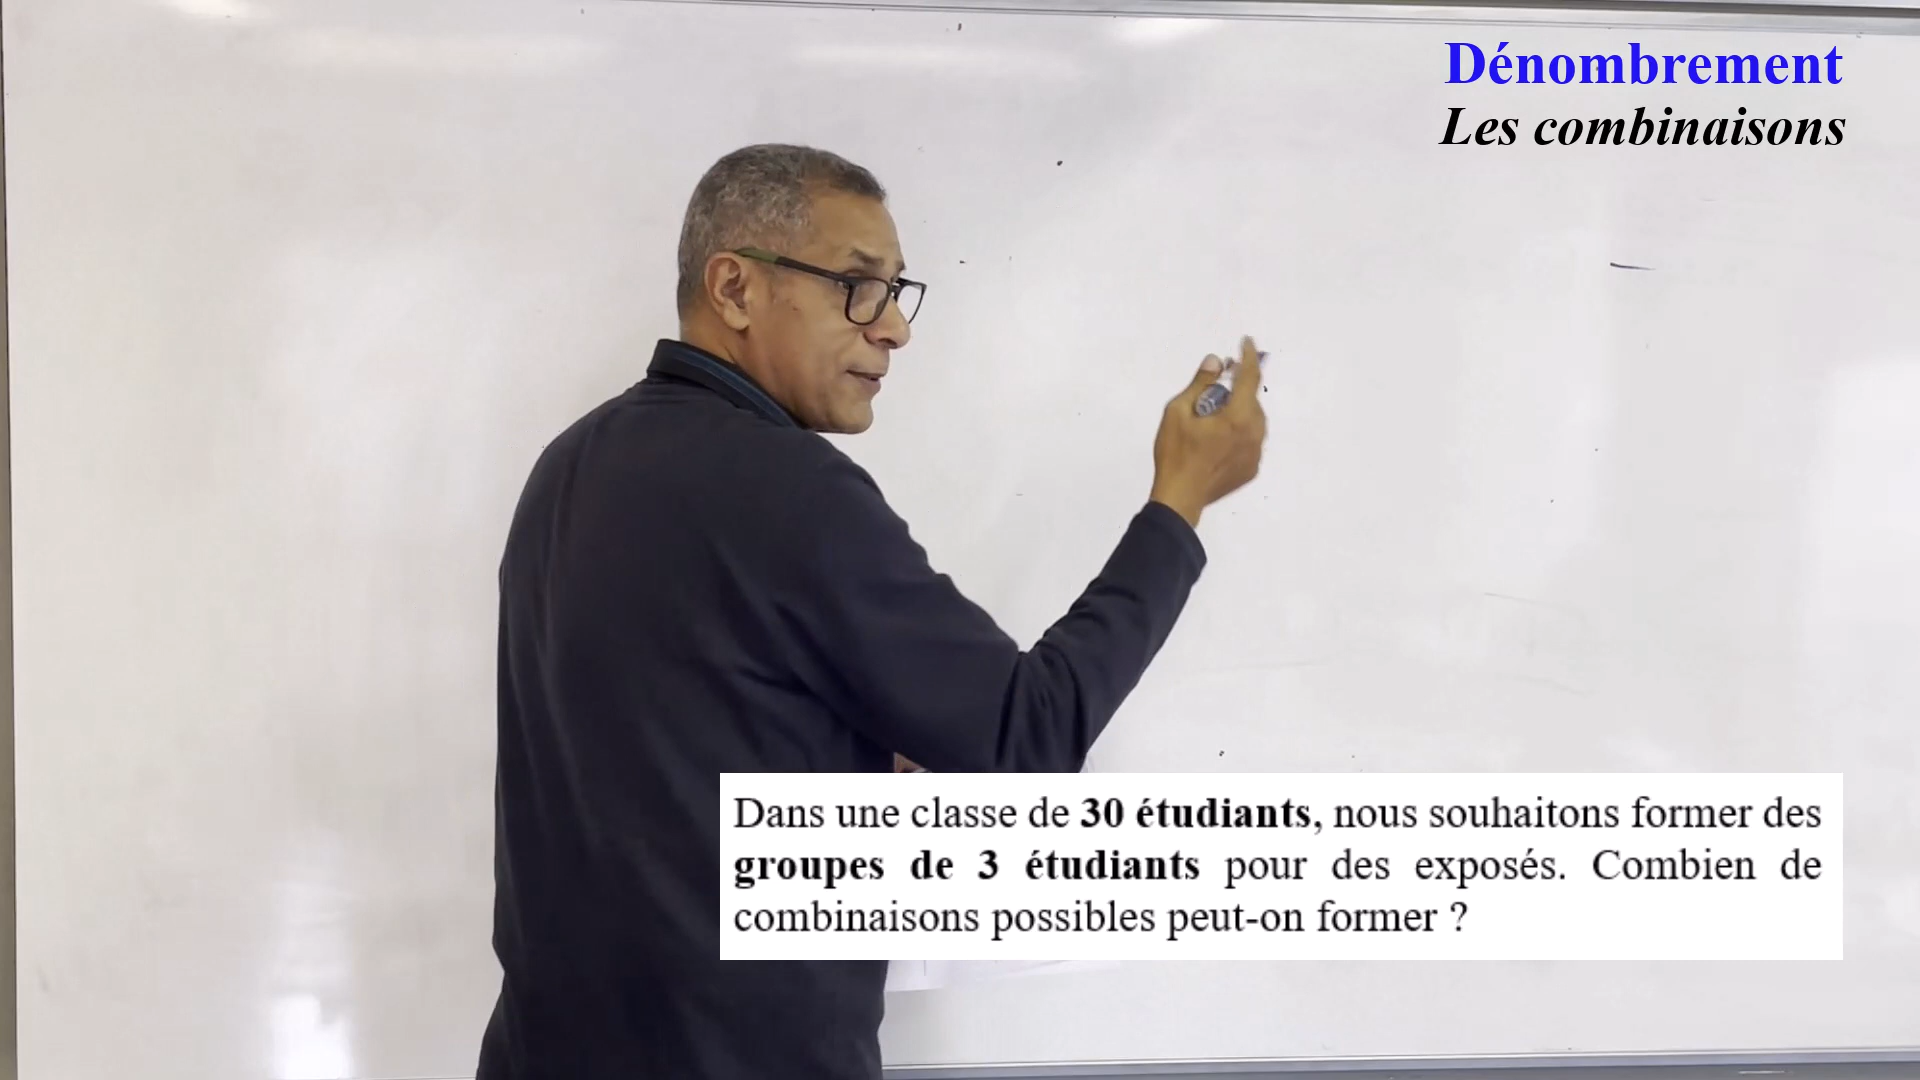 Dénombrement
Les combinaisons
Dans une classe de 30 étudiants, nous souhaitons former des
groupes de 3 étudiants pour des exposés. Combien de
combinaisons possibles peut-on former ?